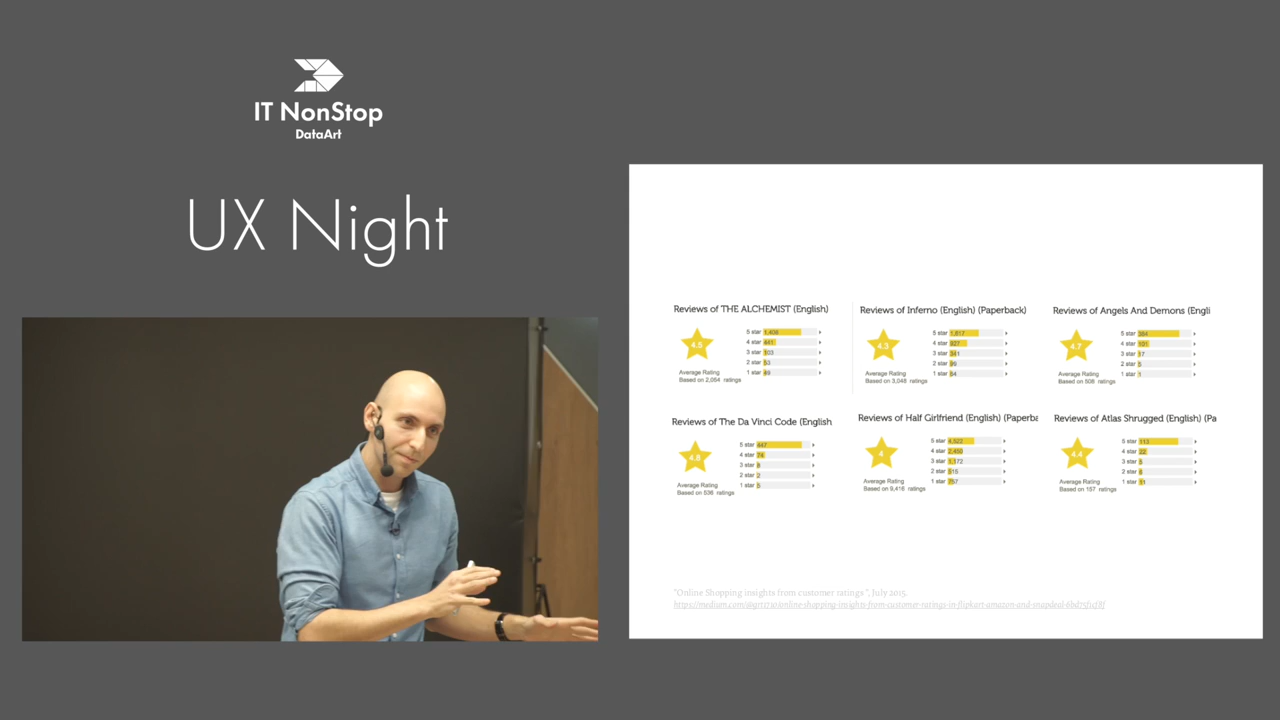 IT NonStop
DataArt
UX Night
Reviews of THE ALCHEMIST (English)
4.5
5 star 1,408
4 star 441
3 star 103
2 star 53
1 star 49
Average Rating
Based on 2,054 ratings
Reviews of Inferno (English) (Paperback)
4.3
5 star 1,617
4 star 927
3 star 341
2 star 99
1 star 64
Average Rating
Based on 3,048 ratings
Reviews of Angels And Demons (Engli
4.7
5 star 384
4 star 101
3 star 17
2 star 5
1 star 1
Average Rating
Based on 508 ratings
Reviews of The Da Vinci Code (English
4.8
5 star 447
4 star 74
3 star 8
2 star 2
1 star 5
Average Rating
Based on 536 ratings
Reviews of Half Girlfriend (English) (Paperba
4
5 star 4,522
4 star 2,450
3 star 1,172
2 star 515
1 star 757
Average Rating
Based on 9,416 ratings
Reviews of Atlas Shrugged (English) (Pa
4.4
5 star 113
4 star 22
3 star 5
2 star 6
1 star 11
Average Rating
Based on 157 ratings
"Online Shopping insights from customer ratings ", July 2015